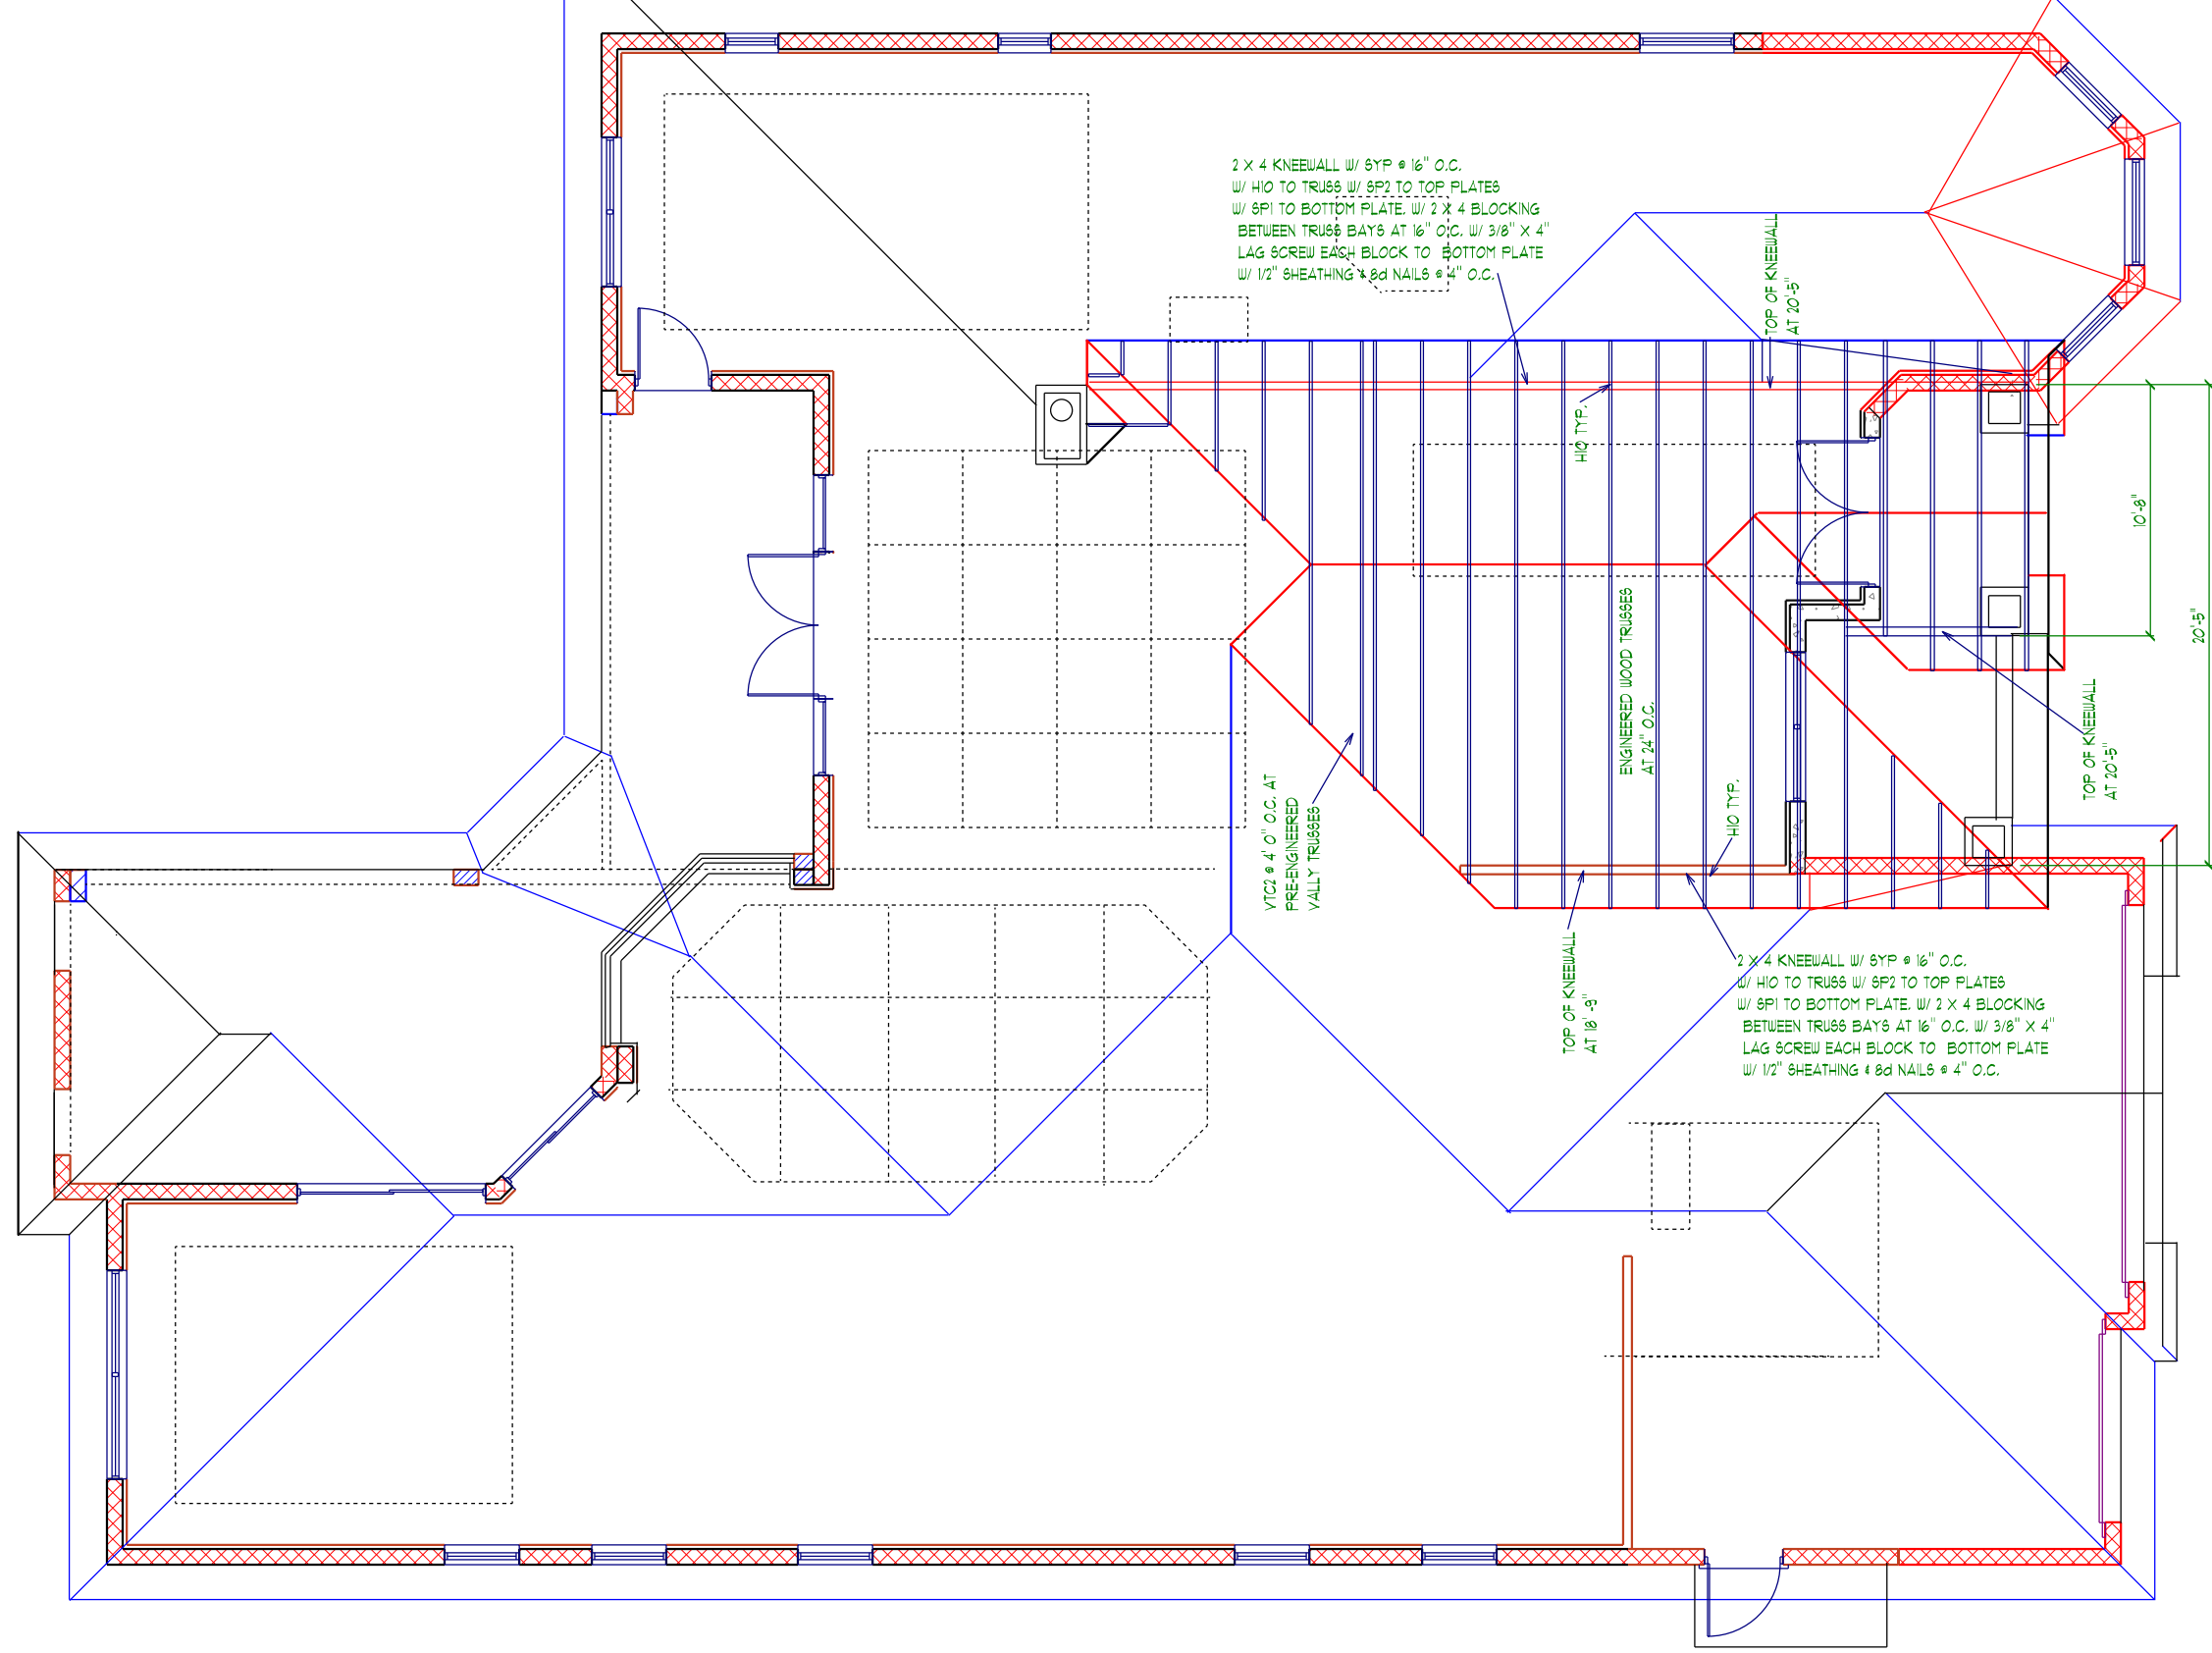 2 X 4 KNEEWALL W/ SYP @ 16" O.C.
W/ H10 TO TRUSS W/ SP2 TO TOP PLATES
W/ SP1 TO BOTTOM PLATE. W/ 2 X 4 BLOCKING
BETWEEN TRUSS BAYS AT 16" O.C. W/ 3/8" X 4"
LAG SCREW EACH BLOCK TO BOTTOM PLATE
W/ 1/2" SHEATHING & 8d NAILS @ 4" O.C.
TOP OF KNEEWALL
AT 20'-5"
H10 TYP.
10'-8"
20'-5"
ENGINEERED WOOD TRUSSES
AT 24" O.C.
TOP OF KNEEWALL
AT 20'-5"
VTC2 @ 4' 0" O.C. AT
PRE-ENGINEERED
VALLY TRUSSES
H10 TYP.
TOP OF KNEEWALL
AT 18' -9"
2 X 4 KNEEWALL W/ SYP @ 16" O.C.
W/ H10 TO TRUSS W/ SP2 TO TOP PLATES
W/ SP1 TO BOTTOM PLATE. W/ 2 X 4 BLOCKING
BETWEEN TRUSS BAYS AT 16" O.C. W/ 3/8" X 4"
LAG SCREW EACH BLOCK TO BOTTOM PLATE
W/ 1/2" SHEATHING & 8d NAILS @ 4" O.C.